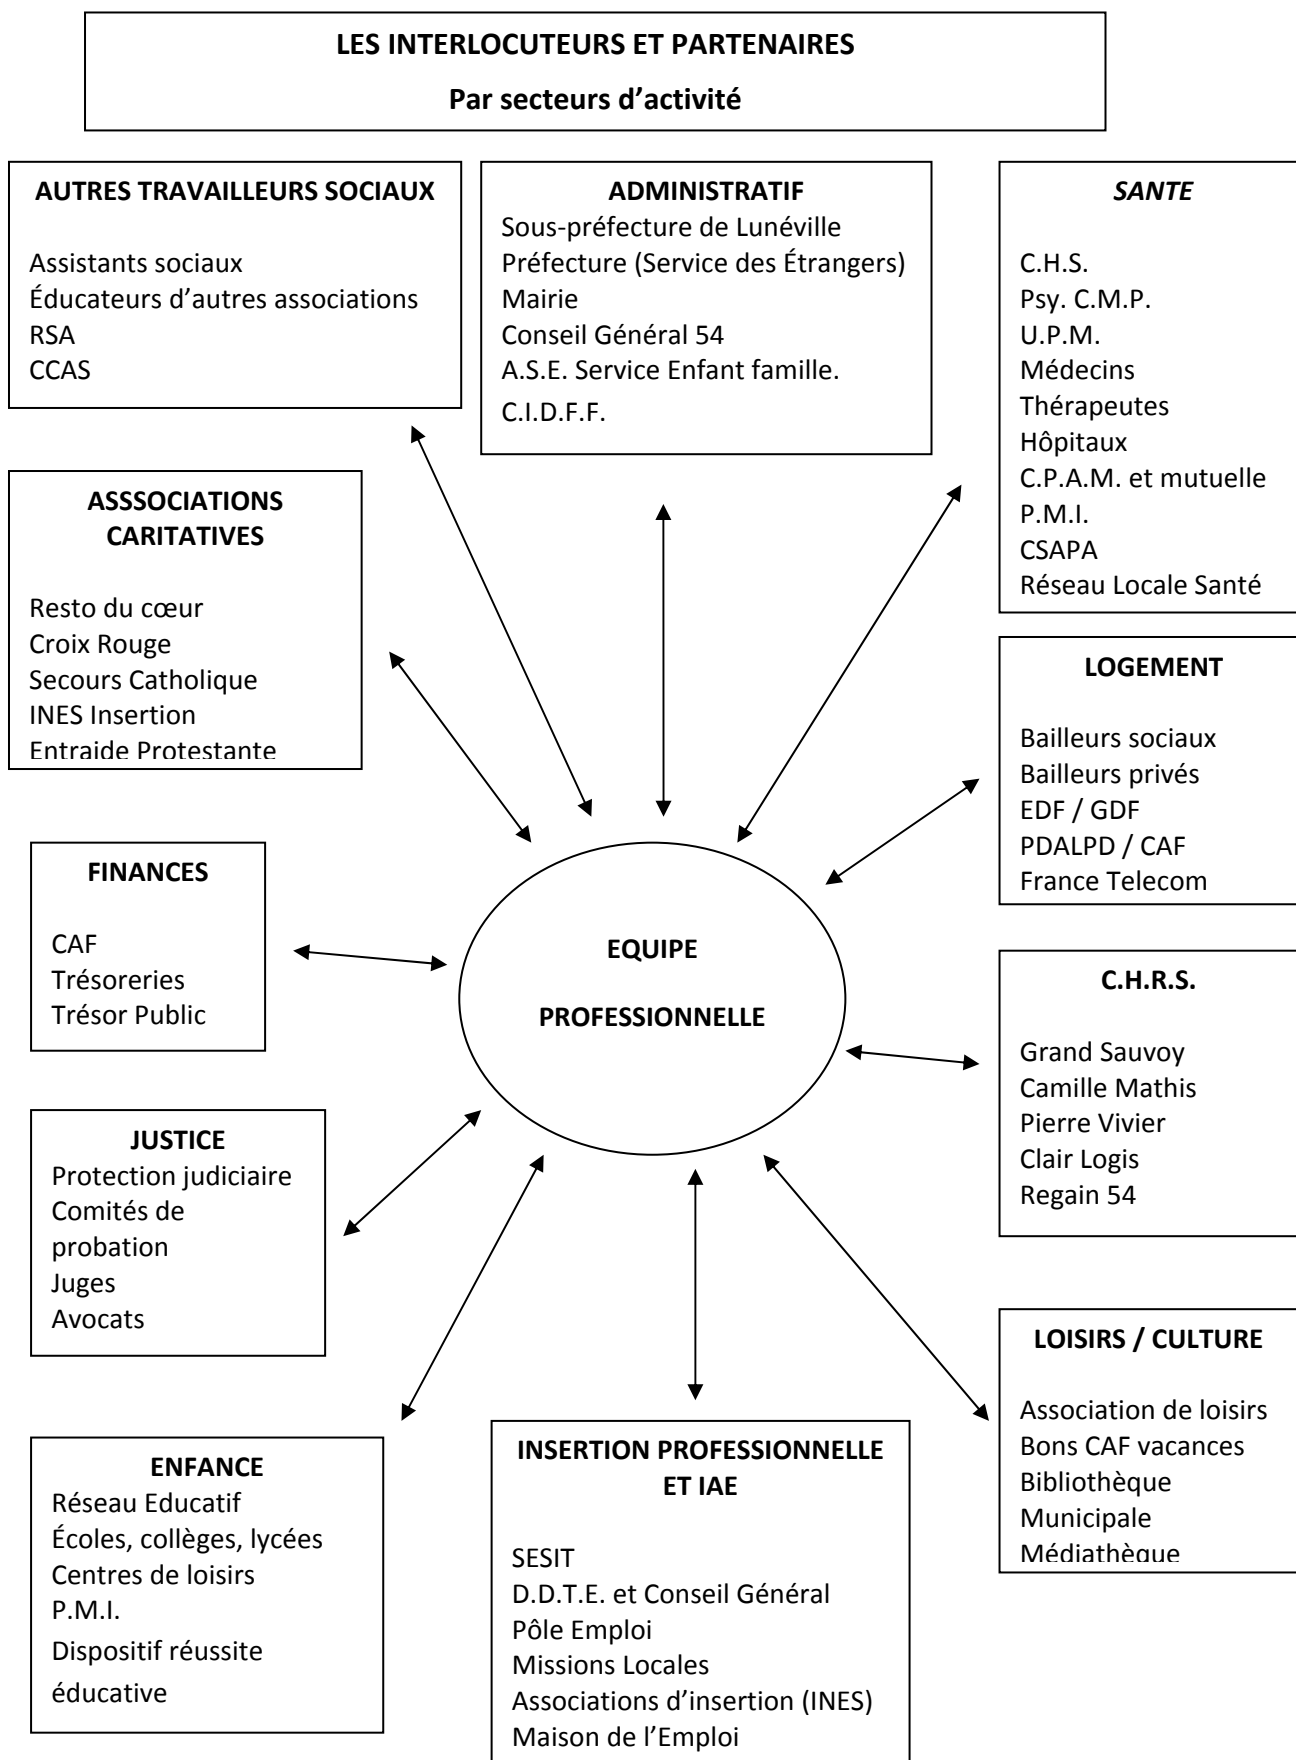 LES INTERLOCUTEURS ET PARTENAIRES
Par secteurs d’activité
AUTRES TRAVAILLEURS SOCIAUX
Assistants sociaux
Éducateurs d’autres associations
RSA
CCAS
ADMINISTRATIF
Sous-préfecture de Lunéville
Préfecture (Service des Étrangers)
Mairie
Conseil Général 54
A.S.E. Service Enfant famille.
C.I.D.F.F.
SANTE
C.H.S.
Psy. C.M.P.
U.P.M.
Médecins
Thérapeutes
Hôpitaux
C.P.A.M. et mutuelle
P.M.I.
CSAPA
Réseau Locale Santé
ASSSOCIATIONS
CARITATIVES
Resto du cœur
Croix Rouge
Secours Catholique
INES Insertion
Entraide Protestante
LOGEMENT
Bailleurs sociaux
Bailleurs privés
EDF / GDF
PDALPD / CAF
France Telecom
FINANCES
CAF
Trésoreries
Trésor Public
EQUIPE
PROFESSIONNELLE
C.H.R.S.
Grand Sauvoy
Camille Mathis
Pierre Vivier
Clair Logis
Regain 54
JUSTICE
Protection judiciaire
Comités de
probation
Juges
Avocats
LOISIRS / CULTURE
Association de loisirs
Bons CAF vacances
Bibliothèque
Municipale
Médiathèque
ENFANCE
Réseau Educatif
Écoles, collèges, lycées
Centres de loisirs
P.M.I.
Dispositif réussite
éducative
INSERTION PROFESSIONNELLE
ET IAE
SESIT
D.D.T.E. et Conseil Général
Pôle Emploi
Missions Locales
Associations d’insertion (INES)
Maison de l’Emploi